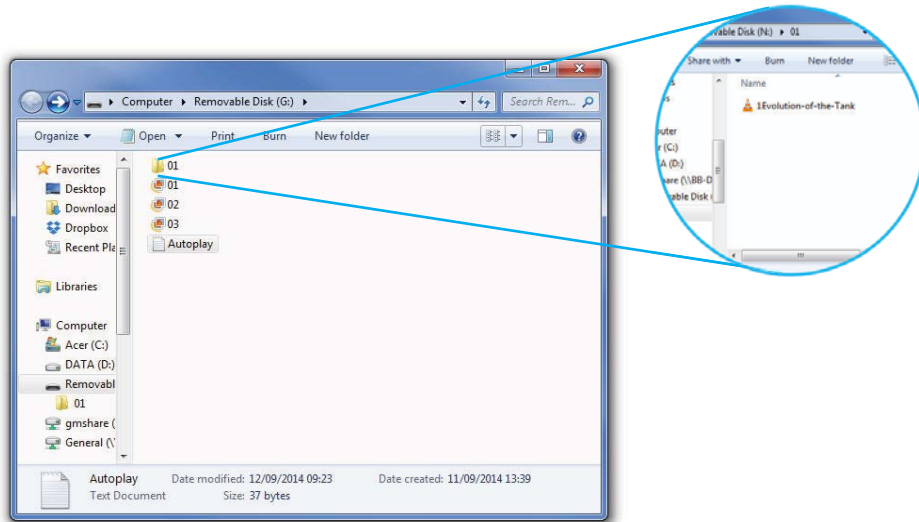 Computer ▸ Removable Disk (G:) ▸
Search Rem...
Organize ▾ Open ▾ Print Burn New folder
Favorites
Desktop
Download
Dropbox
Recent Pla
Libraries
Computer
Acer (C:)
DATA (D:)
Removabl
01
gmshare (
General (\
01
01
02
03
Autoplay
Autoplay Date modified: 12/09/2014 09:23 Date created: 11/09/2014 13:39
Text Document Size: 37 bytes
vable Disk (N:) ▸ 01
Share with ▾ Burn New folder
Name
1Evolution-of-the-Tank
puter
r (C:)
A (D:)
are (\\BB-D
vable Disk